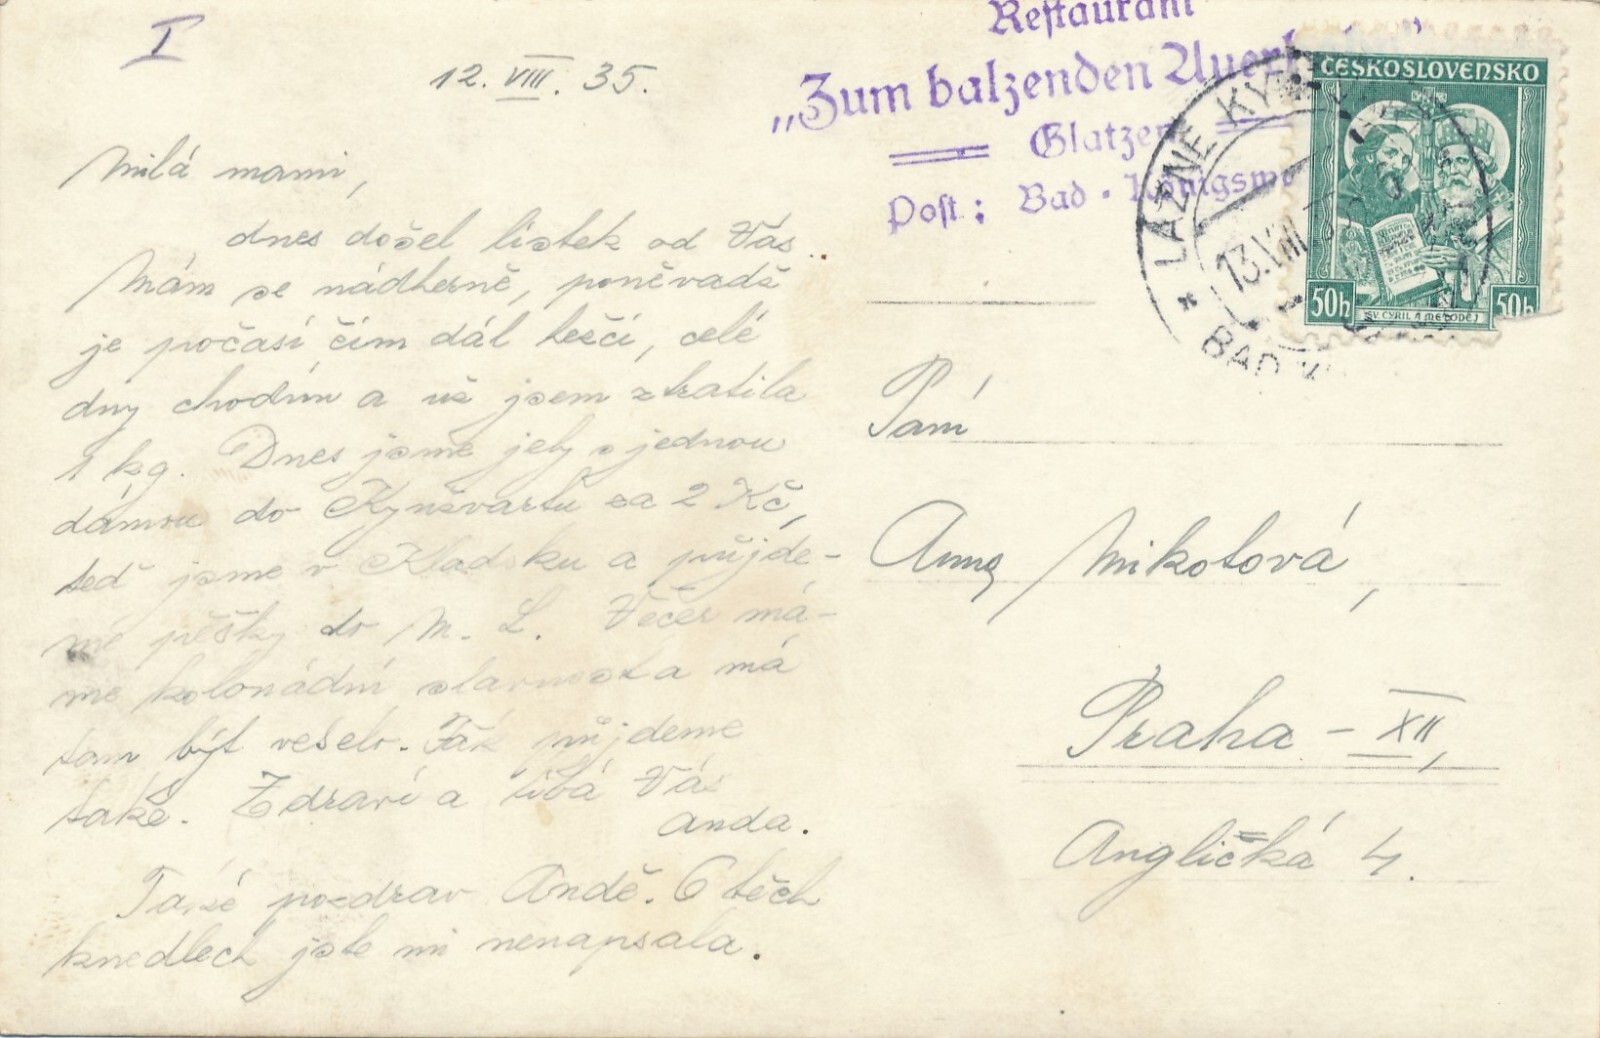 I
12. VIII. 35.
Milá mami,
dnes došel lístek od Vás.
Mám se nádherně, poněvadž
je počasí čím dál hezčí, celé
dny chodím a už jsem ztratila
1 kg. Dnes jsme jely s jednou
dámou do Kynžvartu za 2 Kč,
teď jsme v Kladsku a půjde-
me pěšky do M. L. Večer má-
me kolonádní slavnost a má
tam být veselo. Tak půjdeme
také. Zdraví a líbá Vás
Anda.
Také pozdrav Andě. O těch
knedlech jste mi nenapsala.
Restaurant
„Zum balzenden
Glatzen
Post: Bad-Königswa
ČESKOSLOVENSKO
50h
50h
SV. CYRIL A METODĚJ
LÁZNĚ KYN
13.VIII.
BAD K
Paní
Anna Mikotová,
Praha - XII,
Anglická 4.